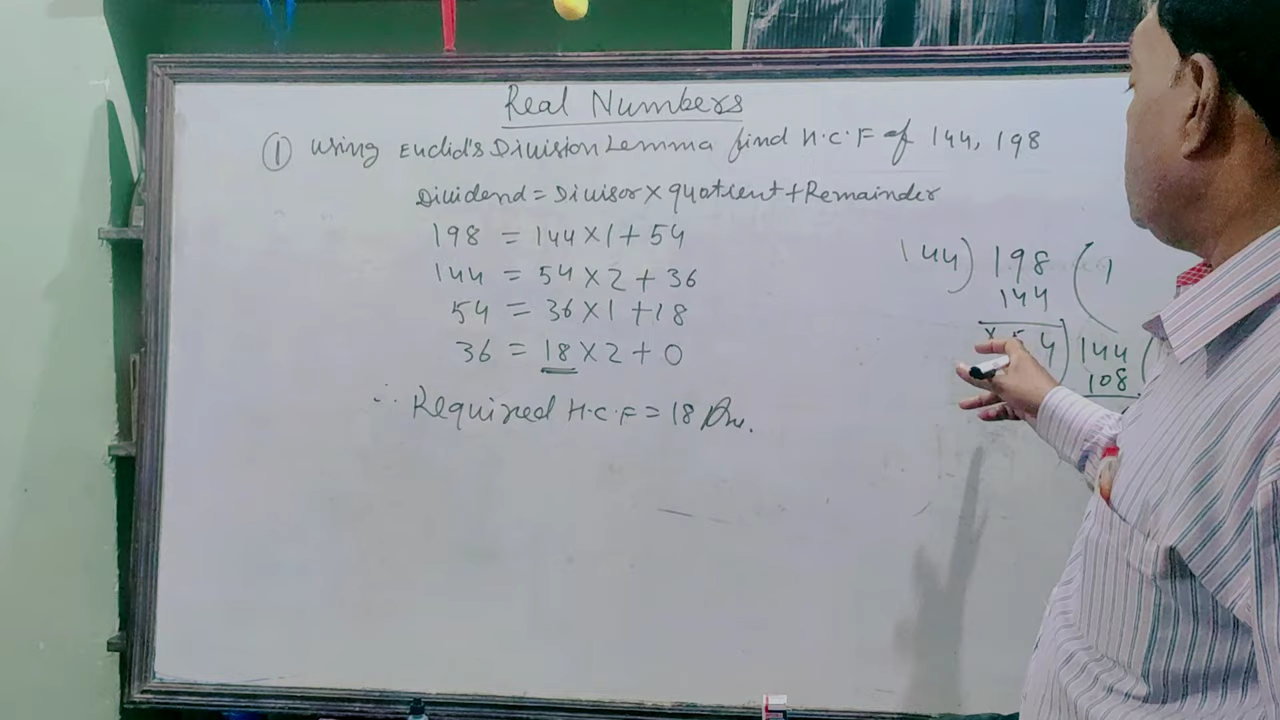 Real Numbers
① Using Euclid's Division Lemma find H.C.F of 144, 198
Dividend = Divisor × quotient + Remainder
198 = 144 × 1 + 54
144 = 54 × 2 + 36
54 = 36 × 1 + 18
36 = 18 × 2 + 0
∴ Required H.C.F = 18 Ans.
144) 198 ( 1
144
× 54) 144 (
108